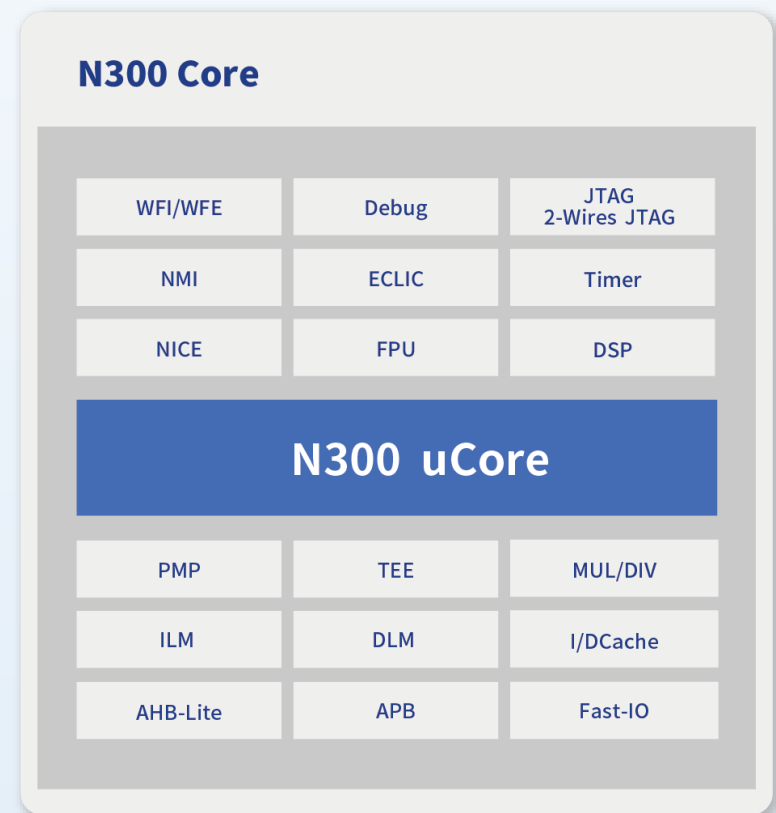 N300 Core
WFI/WFE
Debug
JTAG
2-Wires JTAG
NMI
ECLIC
Timer
NICE
FPU
DSP
N300 uCore
PMP
TEE
MUL/DIV
ILM
DLM
I/DCache
AHB-Lite
APB
Fast-IO